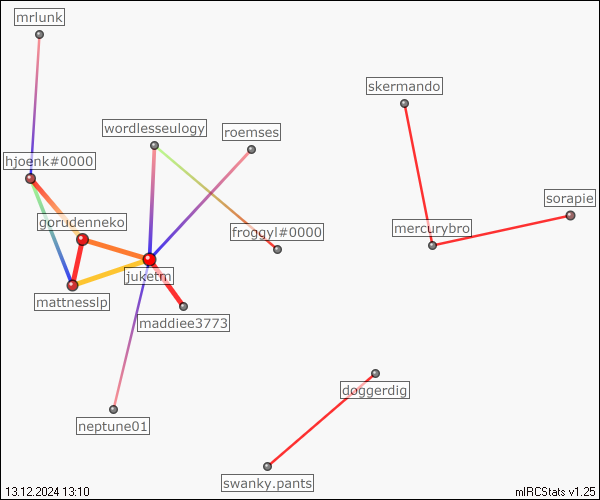 mrlunk
skermando
wordlesseulogy
roemses
hjoenk#0000
sorapie
gorudenneko
froggyl#0000
mercurybro
juketm
mattnesslp
maddiee3773
doggerdig
neptune01
swanky.pants
13.12.2024 13:10
mIRCStats v1.25